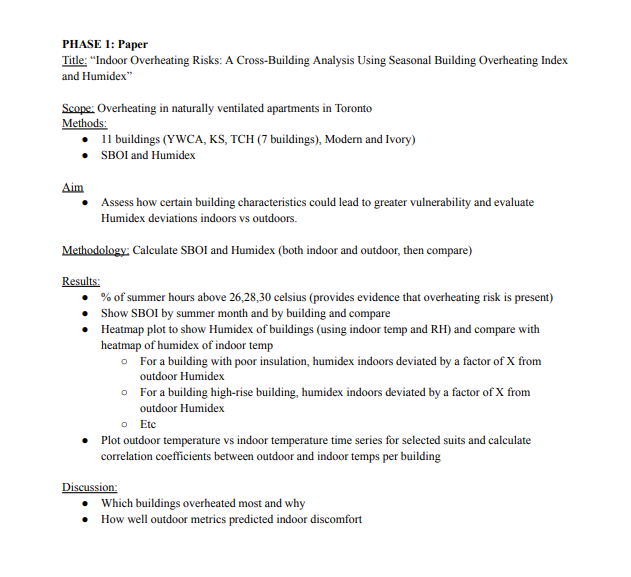 PHASE 1: Paper
Title: “Indoor Overheating Risks: A Cross-Building Analysis Using Seasonal Building Overheating Index
and Humidex”
Scope: Overheating in naturally ventilated apartments in Toronto
Methods:
● 11 buildings (YWCA, KS, TCH (7 buildings), Modern and Ivory)
● SBOI and Humidex
Aim
● Assess how certain building characteristics could lead to greater vulnerability and evaluate
Humidex deviations indoors vs outdoors.
Methodology: Calculate SBOI and Humidex (both indoor and outdoor, then compare)
Results:
● % of summer hours above 26,28,30 celsius (provides evidence that overheating risk is present)
● Show SBOI by summer month and by building and compare
● Heatmap plot to show Humidex of buildings (using indoor temp and RH) and compare with
heatmap of humidex of indoor temp
○ For a building with poor insulation, humidex indoors deviated by a factor of X from
outdoor Humidex
○ For a building high-rise building, humidex indoors deviated by a factor of X from
outdoor Humidex
○ Etc
● Plot outdoor temperature vs indoor temperature time series for selected suits and calculate
correlation coefficients between outdoor and indoor temps per building
Discussion:
● Which buildings overheated most and why
● How well outdoor metrics predicted indoor discomfort